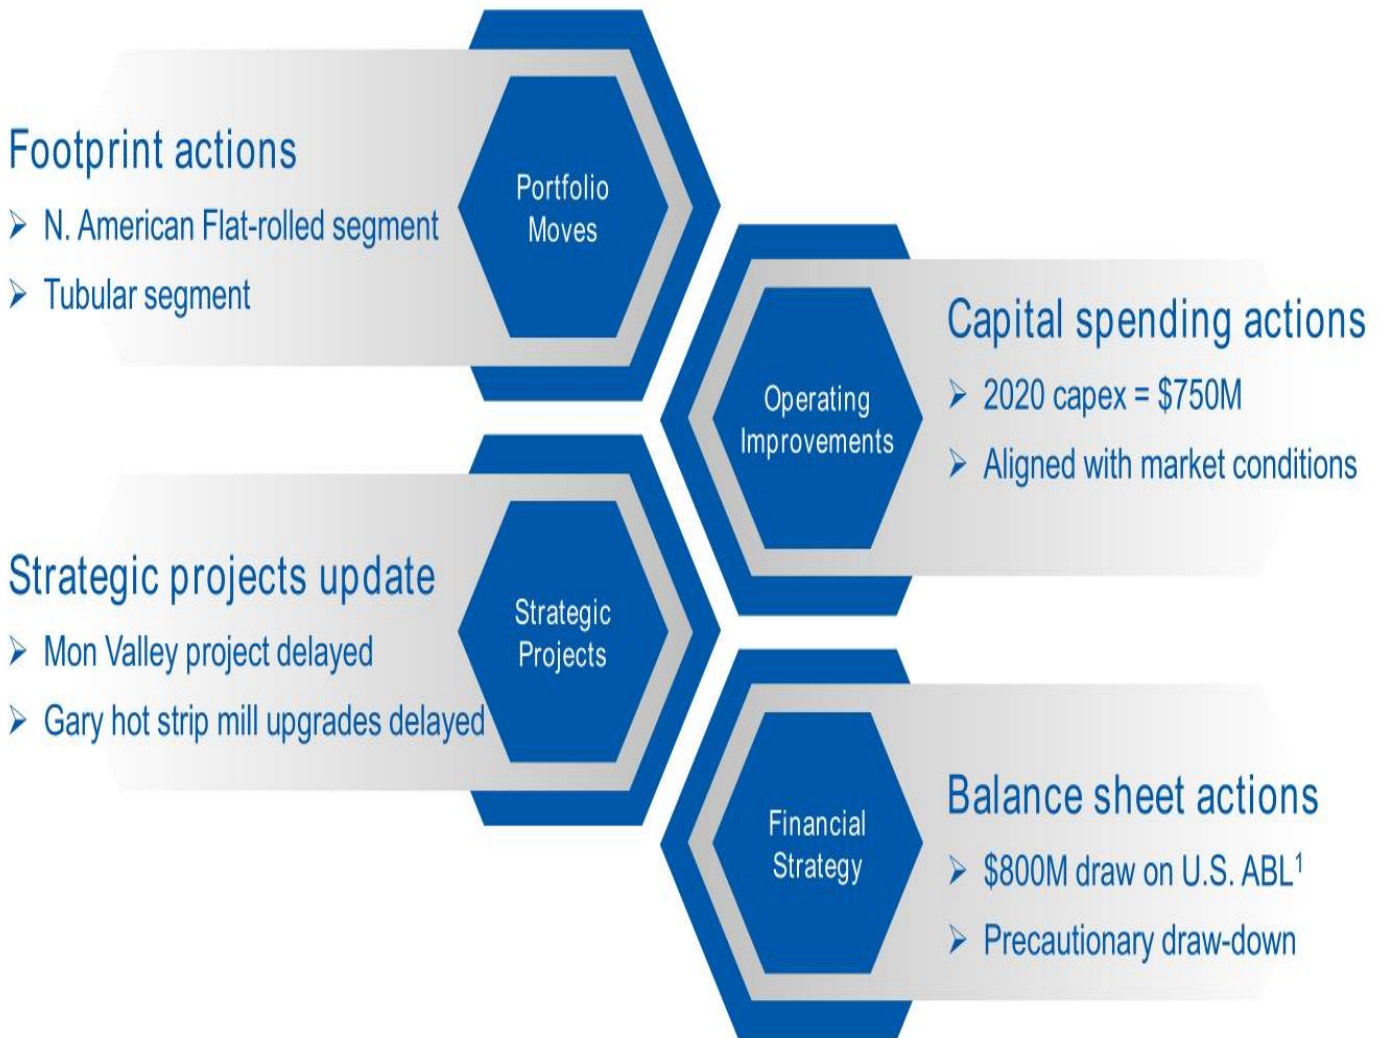 Footprint actions
➢ N. American Flat-rolled segment
➢ Tubular segment
Portfolio
Moves
Capital spending actions
➢ 2020 capex = $750M
➢ Aligned with market conditions
Operating
Improvements
Strategic projects update
➢ Mon Valley project delayed
➢ Gary hot strip mill upgrades delayed
Strategic
Projects
Balance sheet actions
➢ $800M draw on U.S. ABL¹
➢ Precautionary draw-down
Financial
Strategy